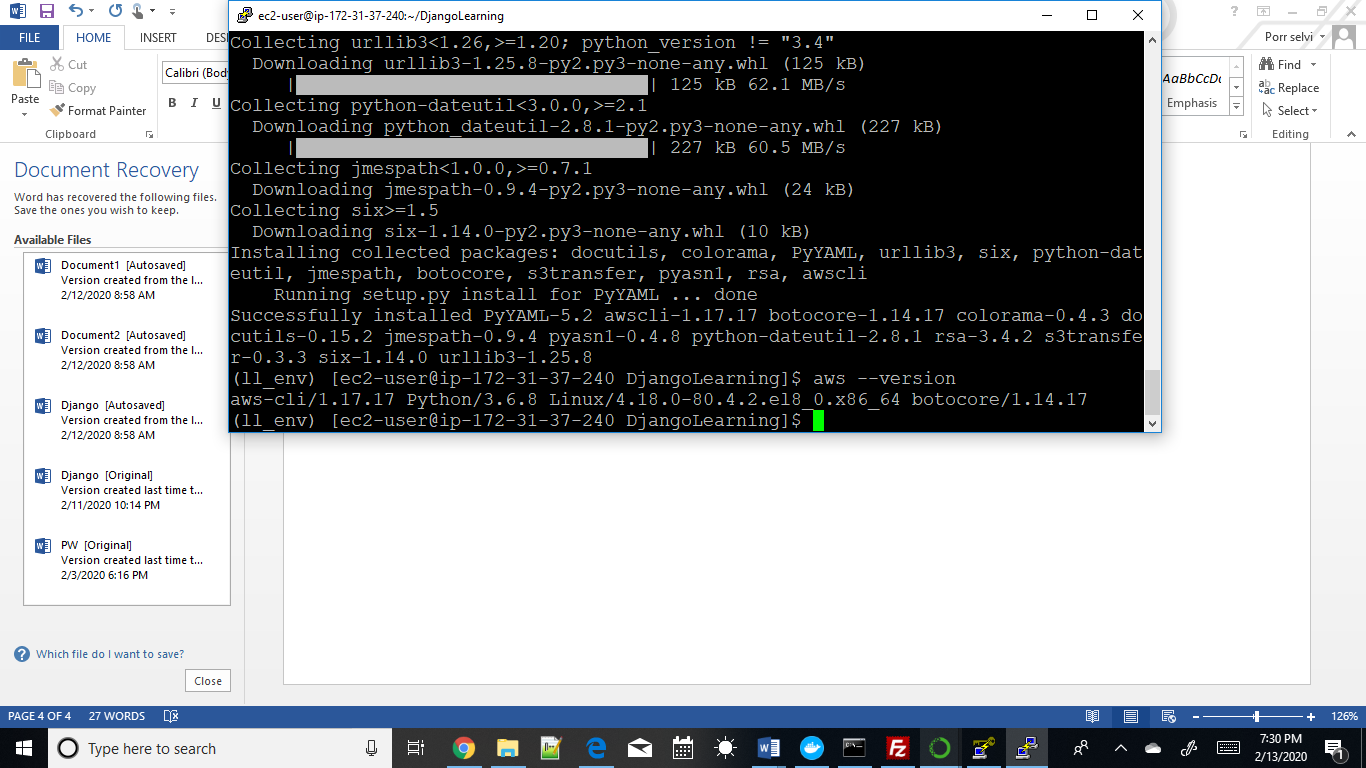 ec2-user@ip-172-31-37-240:~/DjangoLearning
FILE HOME INSERT DESI
Porr selvi
Paste
Cut
Copy
Format Painter
Clipboard
Calibri (Body
B I U
AaBbCcDc
Emphasis
Find
Replace
Select
Editing
Collecting urllib3<1.26,>=1.20; python_version != "3.4"
Downloading urllib3-1.25.8-py2.py3-none-any.whl (125 kB)
| | 125 kB 62.1 MB/s
Collecting python-dateutil<3.0.0,>=2.1
Downloading python_dateutil-2.8.1-py2.py3-none-any.whl (227 kB)
| | 227 kB 60.5 MB/s
Collecting jmespath<1.0.0,>=0.7.1
Downloading jmespath-0.9.4-py2.py3-none-any.whl (24 kB)
Collecting six>=1.5
Downloading six-1.14.0-py2.py3-none-any.whl (10 kB)
Installing collected packages: docutils, colorama, PyYAML, urllib3, six, python-dat
eutil, jmespath, botocore, s3transfer, pyasn1, rsa, awscli
Running setup.py install for PyYAML ... done
Successfully installed PyYAML-5.2 awscli-1.17.17 botocore-1.14.17 colorama-0.4.3 do
cutils-0.15.2 jmespath-0.9.4 pyasn1-0.4.8 python-dateutil-2.8.1 rsa-3.4.2 s3transfe
r-0.3.3 six-1.14.0 urllib3-1.25.8
(ll_env) [ec2-user@ip-172-31-37-240 DjangoLearning]$ aws --version
aws-cli/1.17.17 Python/3.6.8 Linux/4.18.0-80.4.2.el8_0.x86_64 botocore/1.14.17
(ll_env) [ec2-user@ip-172-31-37-240 DjangoLearning]$
Document Recovery
Word has recovered the following files.
Save the ones you wish to keep.
Available Files
Document1 [Autosaved]
Version created from the l...
2/12/2020 8:58 AM
Document2 [Autosaved]
Version created from the l...
2/12/2020 8:58 AM
Django [Autosaved]
Version created from the l...
2/12/2020 8:58 AM
Django [Original]
Version created last time t...
2/11/2020 10:14 PM
PW [Original]
Version created last time t...
2/3/2020 6:16 PM
Which file do I want to save?
Close
PAGE 4 OF 4 27 WORDS
126%
Type here to search
7:30 PM
2/13/2020
1